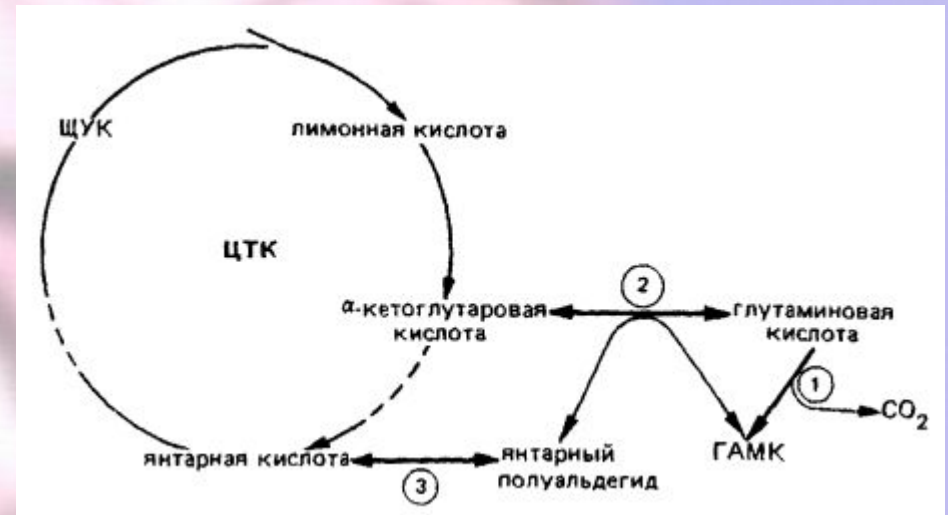 ЩУК
лимонная кислота
ЦТК
α-кетоглутаровая
кислота
2
глутаминовая
кислота
1
CO2
янтарная кислота
3
янтарный
полуальдегид
ГАМК